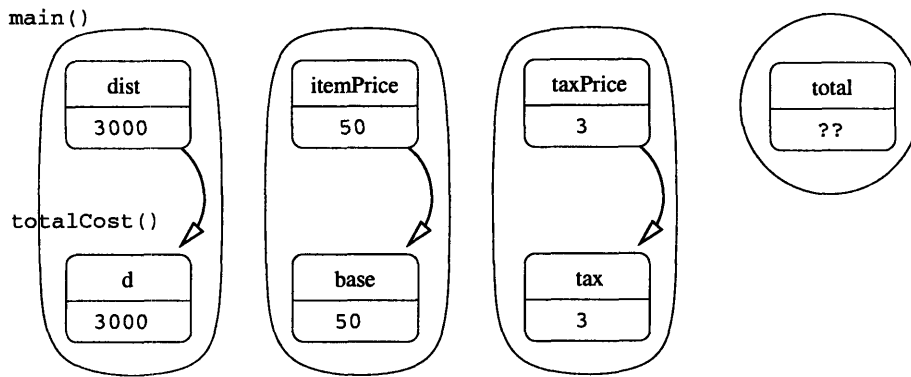 main()
dist itemPrice taxPrice total
3000 50 3 ??
totalCost()
d base tax
3000 50 3